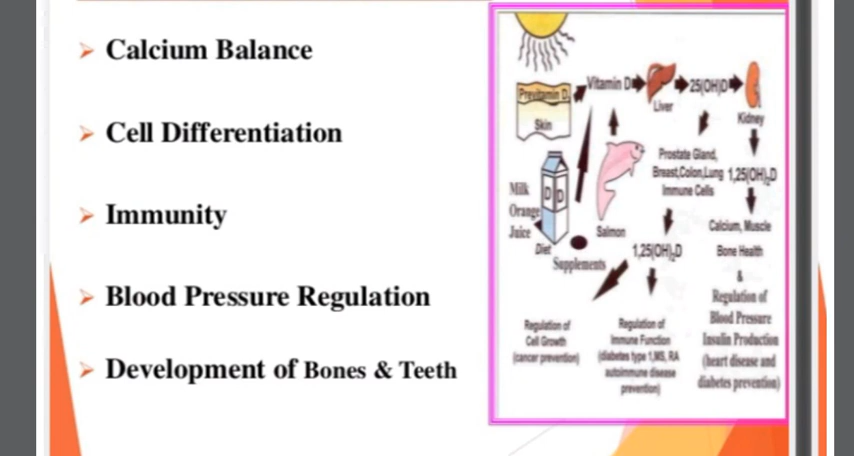 Calcium Balance
Cell Differentiation
Immunity
Blood Pressure Regulation
Development of Bones & Teeth
Previtamin D
Skin
Vitamin D
Liver
25(OH)D
Kidney
Milk
Orange
Juice
Diet
D D
Salmon
Supplements
Prostate Gland,
Breast,Colon,Lung
Immune Cells
1,25(OH)₂D
1,25(OH)₂D
Calcium, Muscle
Bone Health
&
Regulation of
Blood Pressure
Insulin Production
(heart disease and
diabetes prevention)
Regulation of
Cell Growth
(cancer prevention)
Regulation of
Immune Function
(diabetes type 1,MS, RA
autoimmune disease
prevention)